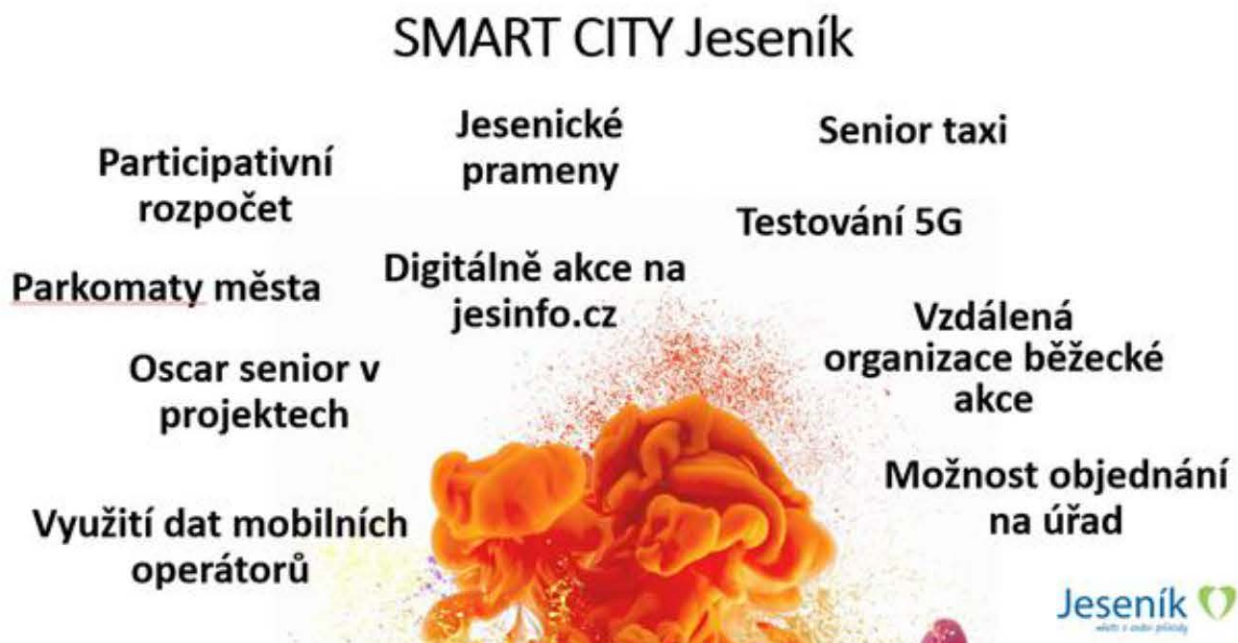 SMART CITY Jeseník
Jesenické
prameny
Senior taxi
Participativní
rozpočet
Testování 5G
Digitálně akce na
jesinfo.cz
Parkomaty města
Vzdálená
organizace běžecké
akce
Oscar senior v
projektech
Možnost objednání
na úřad
Využití dat mobilních
operátorů
Jeseník